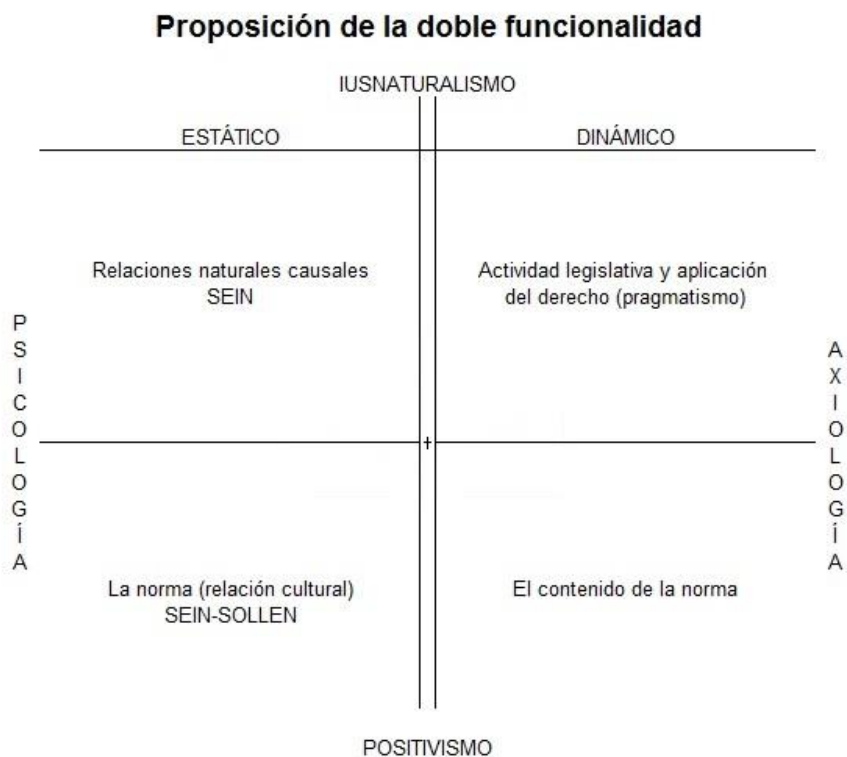 Proposición de la doble funcionalidad
IUSNATURALISMO
ESTÁTICO
DINÁMICO
Relaciones naturales causales
SEIN
Actividad legislativa y aplicación
del derecho (pragmatismo)
PSICOLOGÍA
AXIOLOGÍA
La norma (relación cultural)
SEIN-SOLLEN
El contenido de la norma
POSITIVISMO